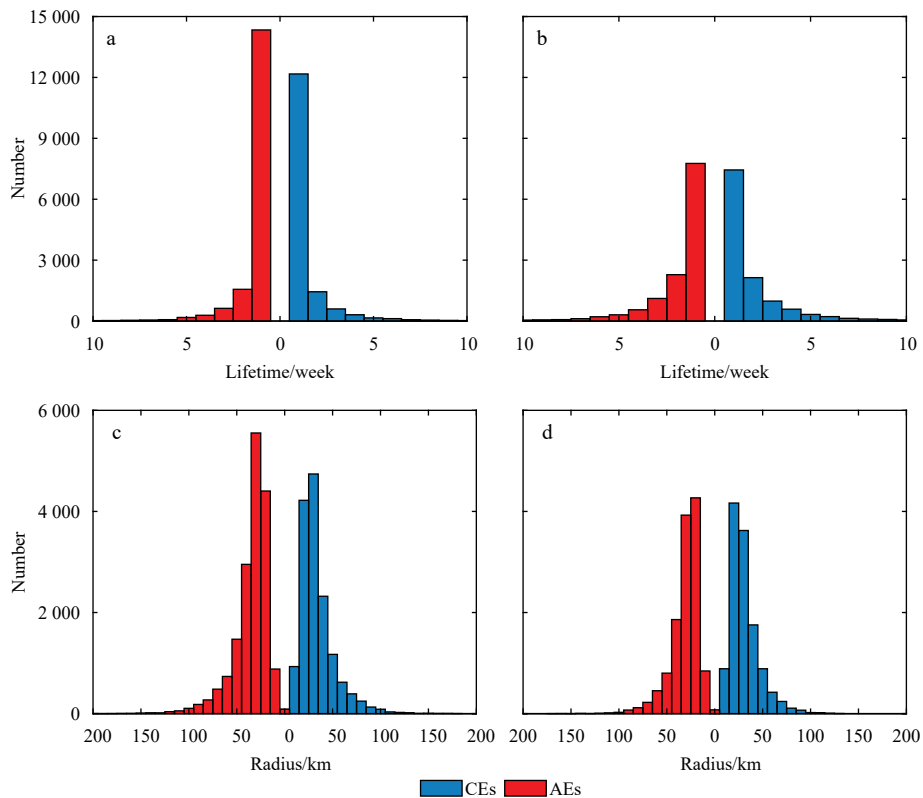 15 000
12 000
9 000
6 000
3 000
0
Number
a
10 5 0 5 10
Lifetime/week
b
10 5 0 5 10
Lifetime/week
6 000
4 000
2 000
0
Number
c
200 150 100 50 0 50 100 150 200
Radius/km
d
200 150 100 50 0 50 100 150 200
Radius/km
CEs AEs